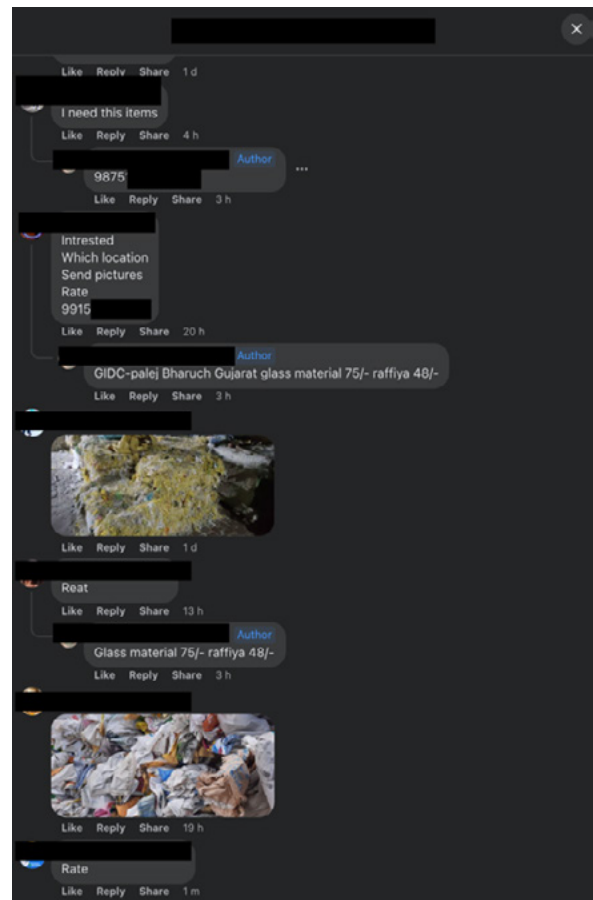 Like Reply Share 1 d
I need this items
Like Reply Share 4 h
Author
9875
Like Reply Share 3 h
Intrested
Which location
Send pictures
Rate
9915
Like Reply Share 20 h
Author
GIDC-palej Bharuch Gujarat glass material 75/- raffiya 48/-
Like Reply Share 3 h
Like Reply Share 1 d
Reat
Like Reply Share 13 h
Author
Glass material 75/- raffiya 48/-
Like Reply Share 3 h
Like Reply Share 19 h
Rate
Like Reply Share 1 m